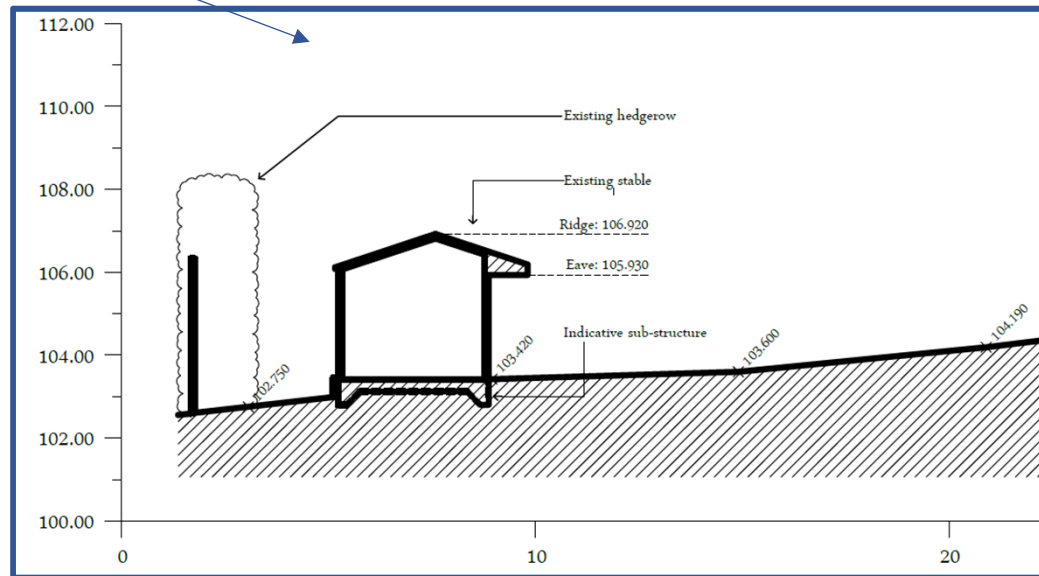 112.00
110.00
Existing hedgerow
108.00
Existing stable
Ridge: 106.920
106.00
Eave: 105.930
104.00
Indicative sub-structure
102.750
103.420
103.600
104.190
102.00
100.00
0
10
20